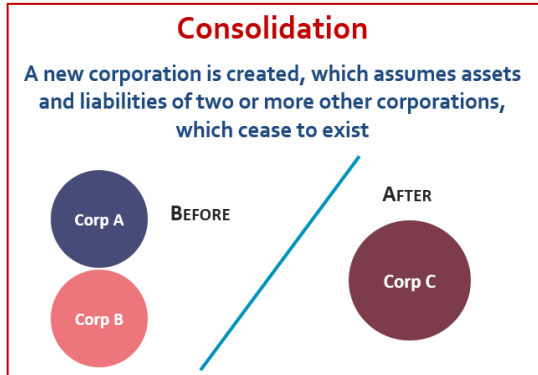 Consolidation
A new corporation is created, which assumes assets
and liabilities of two or more other corporations,
which cease to exist
BEFORE
AFTER
Corp A
Corp B
Corp C